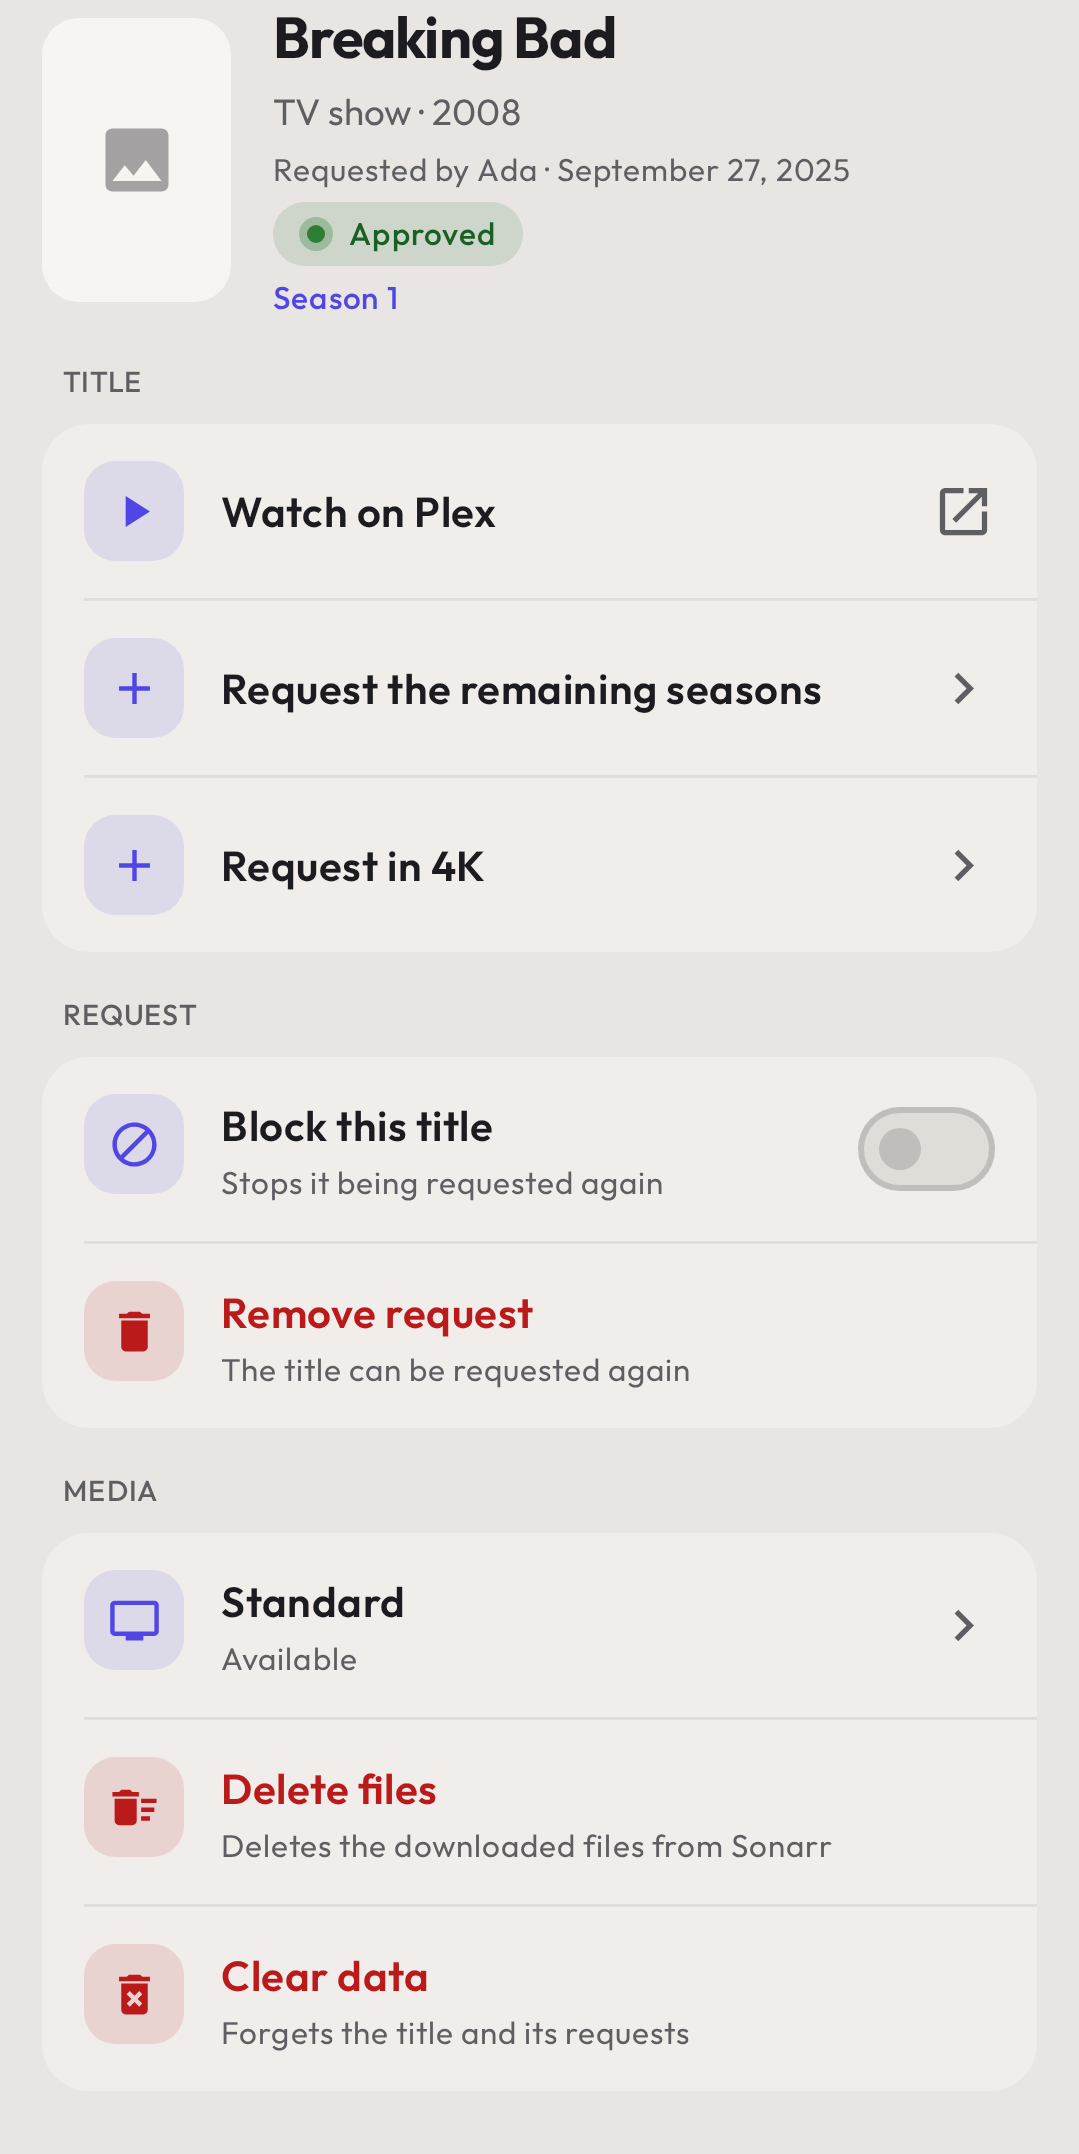 Breaking Bad
TV show · 2008
Requested by Ada · September 27, 2025
Approved
Season 1
TITLE
Watch on Plex
Request the remaining seasons
Request in 4K
REQUEST
Block this title
Stops it being requested again
Remove request
The title can be requested again
MEDIA
Standard
Available
Delete files
Deletes the downloaded files from Sonarr
Clear data
Forgets the title and its requests